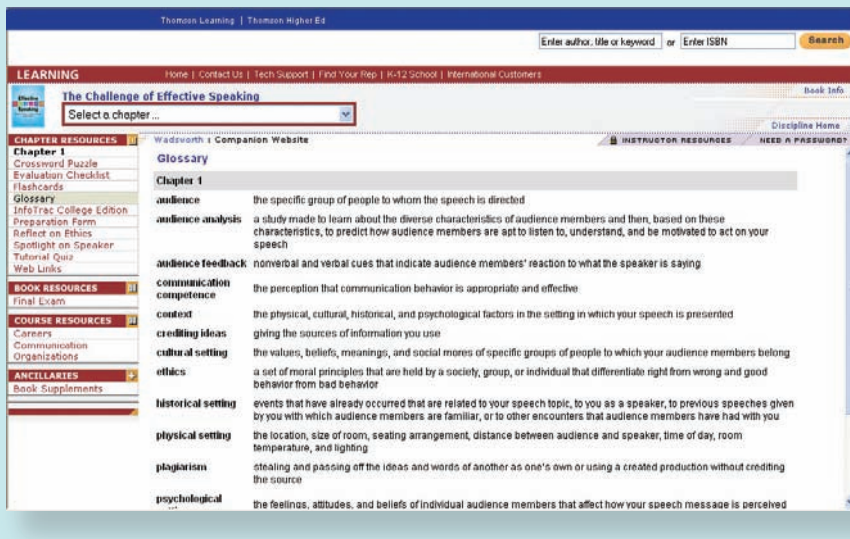 Thomson Learning | Thomson Higher Ed
Enter author, title or keyword or Enter ISBN Search
LEARNING
Home | Contact Us | Tech Support | Find Your Rep | K-12 School | International Customers
Book Info
The Challenge of Effective Speaking
Select a chapter ...
Discipline Home
CHAPTER RESOURCES
Chapter 1
Crossword Puzzle
Evaluation Checklist
Flashcards
Glossary
InfoTrac College Edition
Preparation Form
Reflect on Ethics
Spotlight on Speaker
Tutorial Quiz
Web Links
BOOK RESOURCES
Final Exam
COURSE RESOURCES
Careers
Communication
Organizations
ANCILLARIES
Book Supplements
Wadsworth : Companion Website
INSTRUCTOR RESOURCES
NEED A PASSWORD?
Glossary
Chapter 1
audience the specific group of people to whom the speech is directed
audience analysis a study made to learn about the diverse characteristics of audience members and then, based on these
characteristics, to predict how audience members are apt to listen to, understand, and be motivated to act on your
speech
audience feedback nonverbal and verbal cues that indicate audience members' reaction to what the speaker is saying
communication
competence the perception that communication behavior is appropriate and effective
context the physical, cultural, historical, and psychological factors in the setting in which your speech is presented
crediting ideas giving the sources of information you use
cultural setting the values, beliefs, meanings, and social mores of specific groups of people to which your audience members belong
ethics a set of moral principles that are held by a society, group, or individual that differentiate right from wrong and good
behavior from bad behavior
historical setting events that have already occurred that are related to your speech topic, to you as a speaker, to previous speeches given
by you with which audience members are familiar, or to other encounters that audience members have had with you
physical setting the location, size of room, seating arrangement, distance between audience and speaker, time of day, room
temperature, and lighting
plagiarism stealing and passing off the ideas and words of another as one's own or using a created production without crediting
the source
psychological
the feelings, attitudes, and beliefs of individual audience members that affect how your speech message is perceived